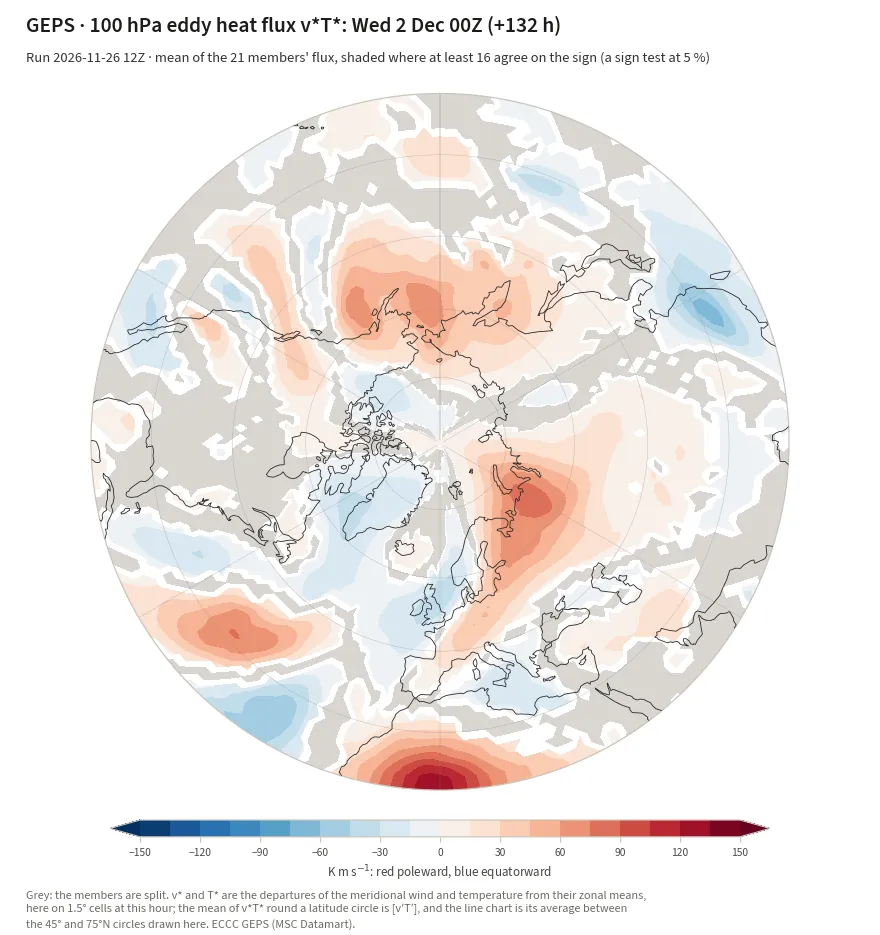 GEPS · 100 hPa eddy heat flux v*T*: Wed 2 Dec 00Z (+132 h)
Run 2026-11-26 12Z · mean of the 21 members' flux, shaded where at least 16 agree on the sign (a sign test at 5 %)
−150 −120 −90 −60 −30 0 30 60 90 120 150
K m s⁻¹: red poleward, blue equatorward
Grey: the members are split. v* and T* are the departures of the meridional wind and temperature from their zonal means,
here on 1.5° cells at this hour; the mean of v*T* round a latitude circle is [v′T′], and the line chart is its average between
the 45° and 75°N circles drawn here. ECCC GEPS (MSC Datamart).